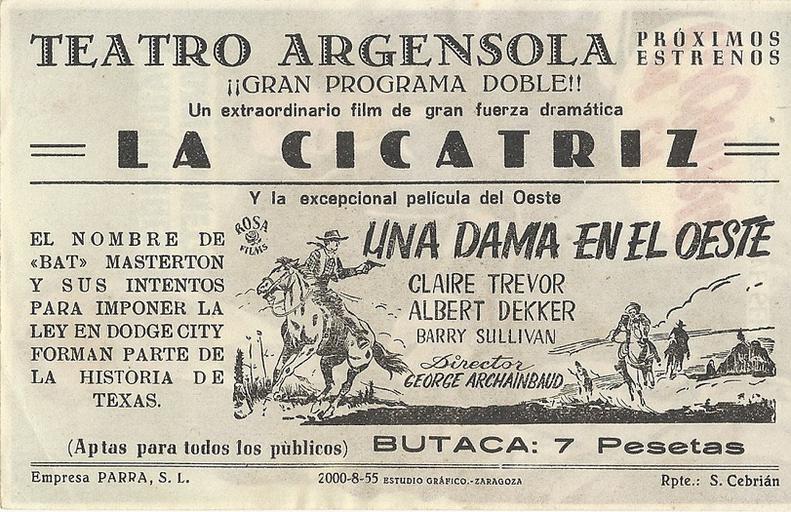 TEATRO ARGENSOLA
PRÓXIMOS
ESTRENOS
¡¡GRAN PROGRAMA DOBLE!!
Un extraordinario film de gran fuerza dramática
LA CICATRIZ
Y la excepcional película del Oeste
EL NOMBRE DE
«BAT» MASTERTON
Y SUS INTENTOS
PARA IMPONER LA
LEY EN DODGE CITY
FORMAN PARTE DE
LA HISTORIA DE
TEXAS.
ROSA
FILMS
UNA DAMA EN EL OESTE
CLAIRE TREVOR
ALBERT DEKKER
BARRY SULLIVAN
Director
GEORGE ARCHAINBAUD
(Aptas para todos los pùblicos) BUTACA: 7 Pesetas
Empresa PARRA, S. L. 2000-8-55 ESTUDIO GRÁFICO.-ZARAGOZA Rpte.: S. Cebrián